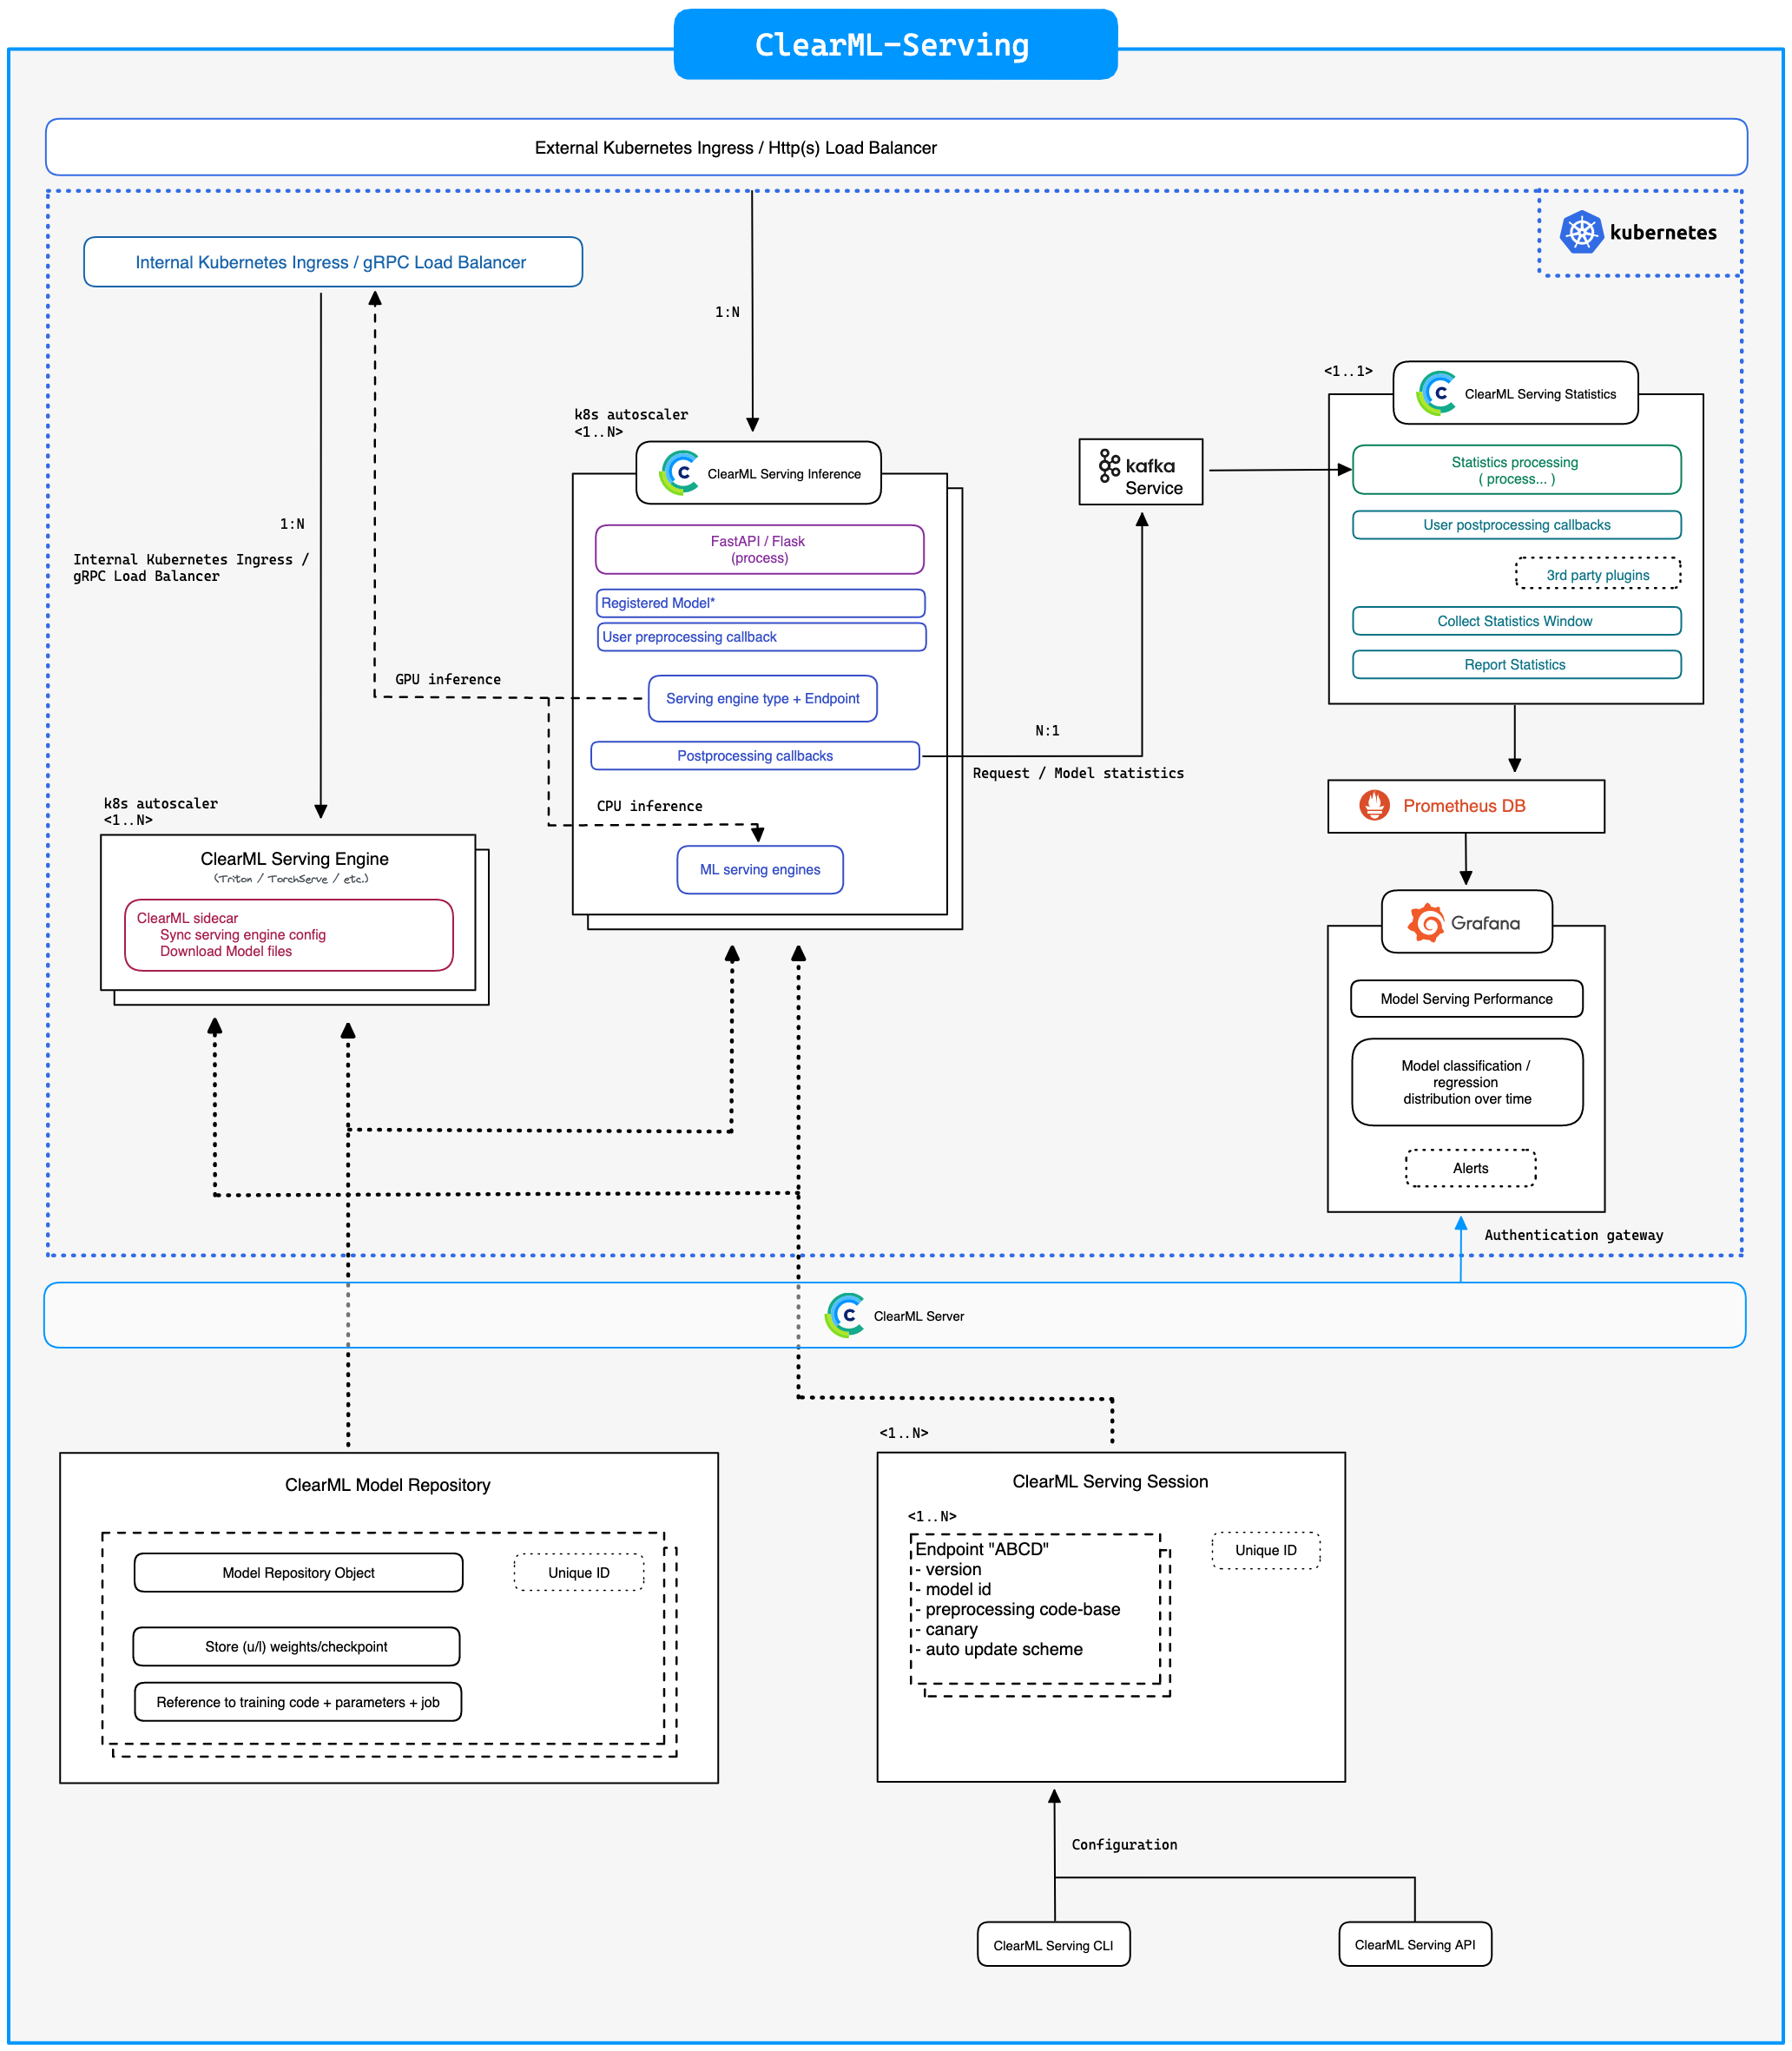 ClearML-Serving
External Kubernetes Ingress / Http(s) Load Balancer
kubernetes
Internal Kubernetes Ingress / gRPC Load Balancer
1:N
<1..1>
ClearML Serving Statistics
k8s autoscaler
<1..N>
ClearML Serving Inference
kafka
Service
Statistics processing
( process... )
User postprocessing callbacks
3rd party plugins
Collect Statistics Window
Report Statistics
1:N
Internal Kubernetes Ingress /
gRPC Load Balancer
FastAPI / Flask
(process)
Registered Model*
User preprocessing callback
GPU inference
Serving engine type + Endpoint
Postprocessing callbacks
N:1
Request / Model statistics
CPU inference
ML serving engines
Prometheus DB
k8s autoscaler
<1..N>
ClearML Serving Engine
(Triton / TorchServe / etc.)
ClearML sidecar
Sync serving engine config
Download Model files
Grafana
Model Serving Performance
Model classification /
regression
distribution over time
Alerts
Authentication gateway
C ClearML Server
<1..N>
ClearML Model Repository
Model Repository Object
Unique ID
Store (u/l) weights/checkpoint
Reference to training code + parameters + job
ClearML Serving Session
<1..N>
Endpoint "ABCD"
- version
- model id
- preprocessing code-base
- canary
- auto update scheme
Unique ID
Configuration
ClearML Serving CLI
ClearML Serving API